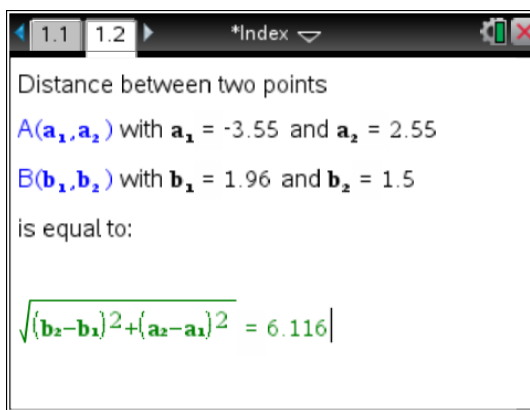 1.1 1.2 *Index
Distance between two points
A(a₁,a₂) with a₁ = -3.55 and a₂ = 2.55
B(b₁,b₂) with b₁ = 1.96 and b₂ = 1.5
is equal to:
√((b₂-b₁)²+(a₂-a₁)²) = 6.116